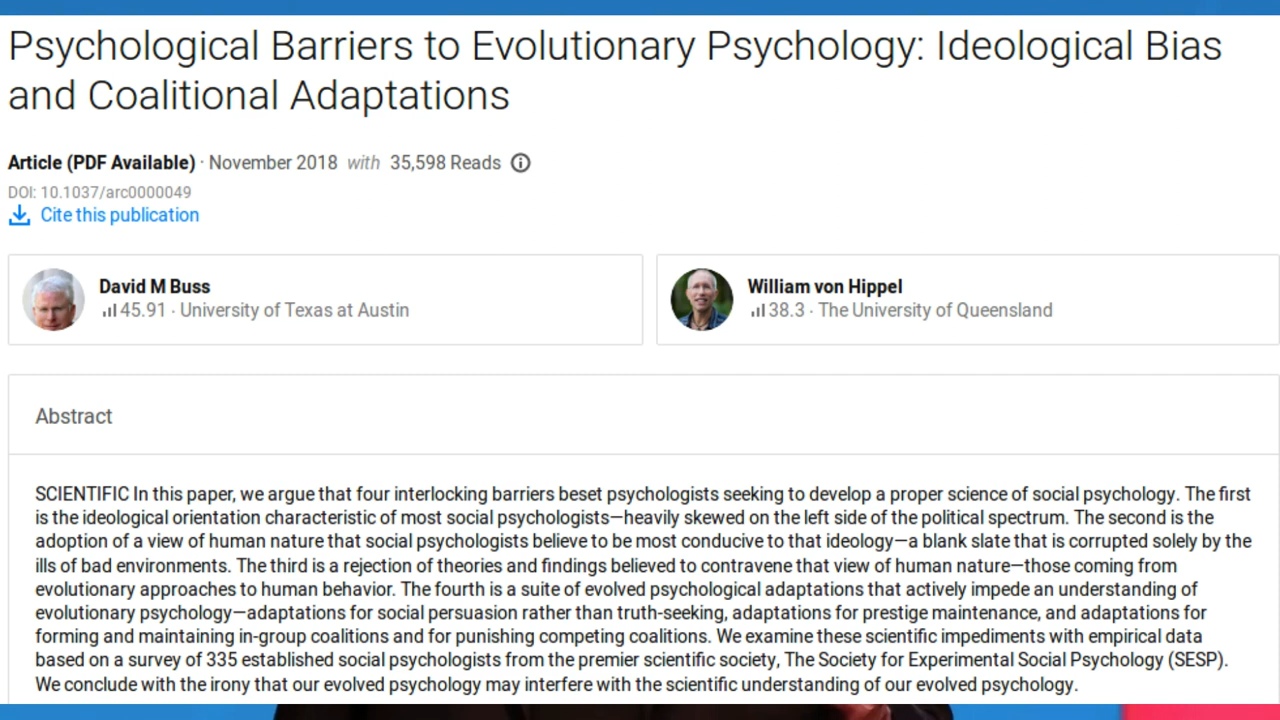 Psychological Barriers to Evolutionary Psychology: Ideological Bias
and Coalitional Adaptations
Article (PDF Available) · November 2018 with 35,598 Reads
DOI: 10.1037/arc0000049
Cite this publication
David M Buss
45.91 · University of Texas at Austin
William von Hippel
38.3 · The University of Queensland
Abstract
SCIENTIFIC In this paper, we argue that four interlocking barriers beset psychologists seeking to develop a proper science of social psychology. The first
is the ideological orientation characteristic of most social psychologists—heavily skewed on the left side of the political spectrum. The second is the
adoption of a view of human nature that social psychologists believe to be most conducive to that ideology—a blank slate that is corrupted solely by the
ills of bad environments. The third is a rejection of theories and findings believed to contravene that view of human nature—those coming from
evolutionary approaches to human behavior. The fourth is a suite of evolved psychological adaptations that actively impede an understanding of
evolutionary psychology—adaptations for social persuasion rather than truth-seeking, adaptations for prestige maintenance, and adaptations for
forming and maintaining in-group coalitions and for punishing competing coalitions. We examine these scientific impediments with empirical data
based on a survey of 335 established social psychologists from the premier scientific society, The Society for Experimental Social Psychology (SESP).
We conclude with the irony that our evolved psychology may interfere with the scientific understanding of our evolved psychology.